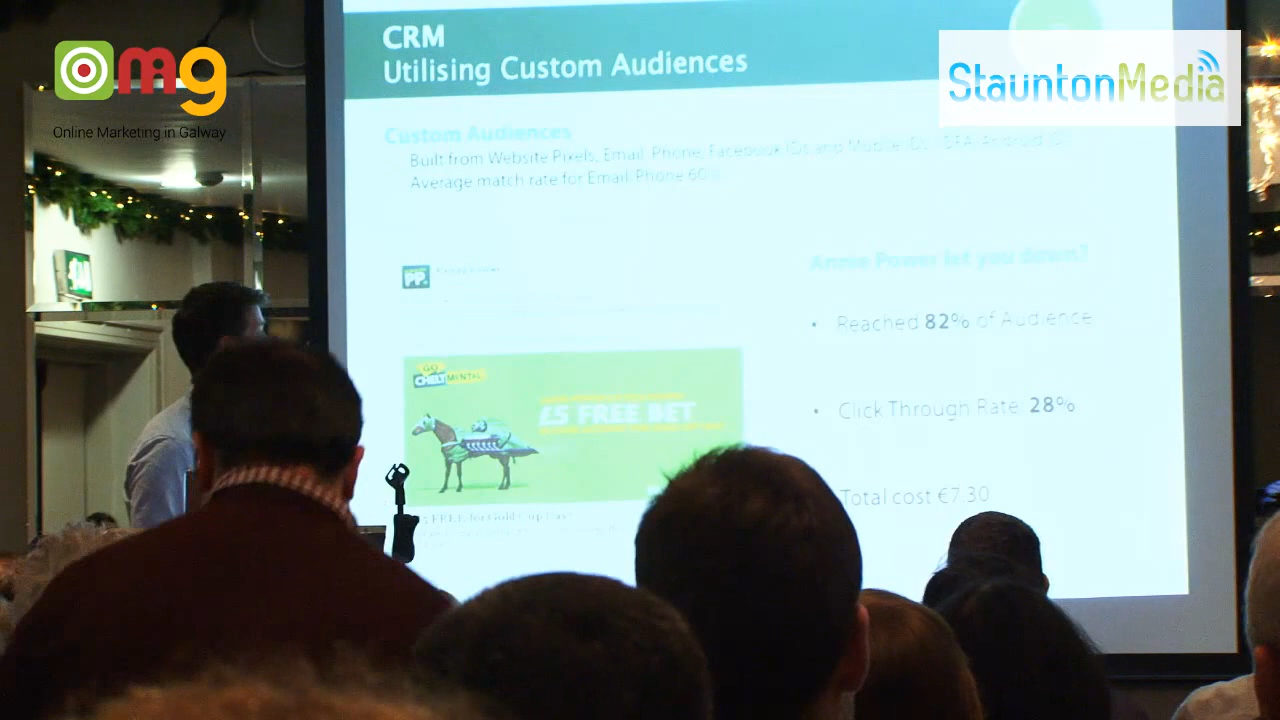 OMiG
Online Marketing in Galway
StauntonMedia
CRM
Utilising Custom Audiences
Custom Audiences
Built from Website Pixels, Email, Phone, Facebook IDs and Mobile IDs
Average match rate for Email/Phone 60
PP.
GO
CHELTMENTAL
£5 FREE BET
Annie Power let you down?
• Reached 82% of Audience
• Click Through Rate: 28%
Total cost €7.30